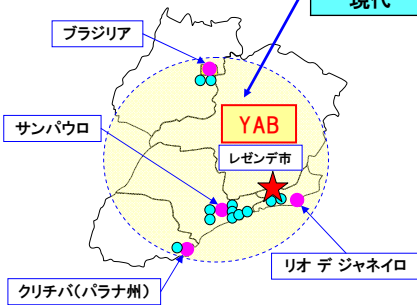 現代
ブラジリア
YAB
サンパウロ
レゼンデ市
リオ デ ジャネイロ
クリチバ(パラナ州)